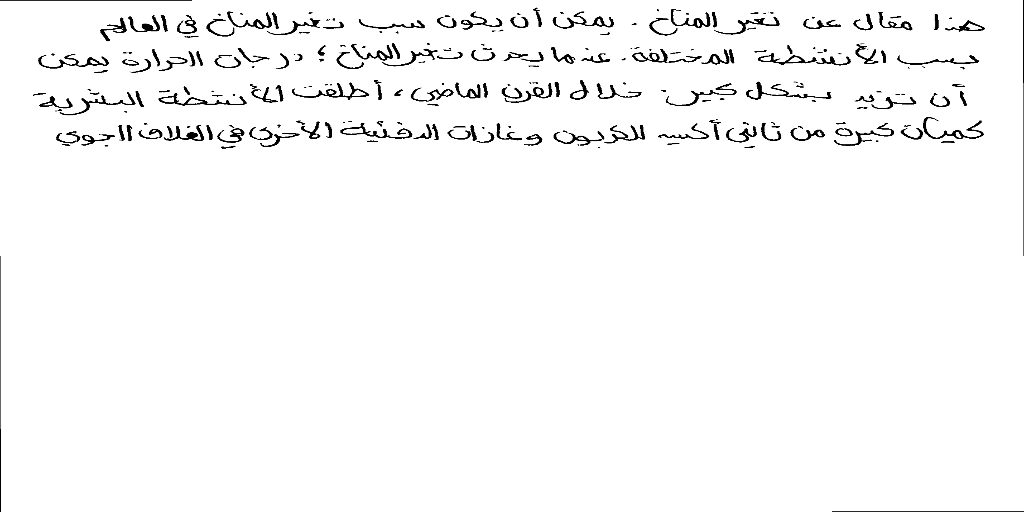 هذا مقال عن تغير المناخ . يمكن أن يكون سبب تغير المناخ في العالم
بسبب الأنشطة المختلفة. عندما يحدث تغير المناخ ؛ درجات الحرارة يمكن
أن تزيد بشكل كبير. خلال القرن الماضي ، أطلقت الأنشطة البشرية
كميات كبيرة من ثاني أكسيد الكربون وغازات الدفئية الأخرى في الغلاف الجوي